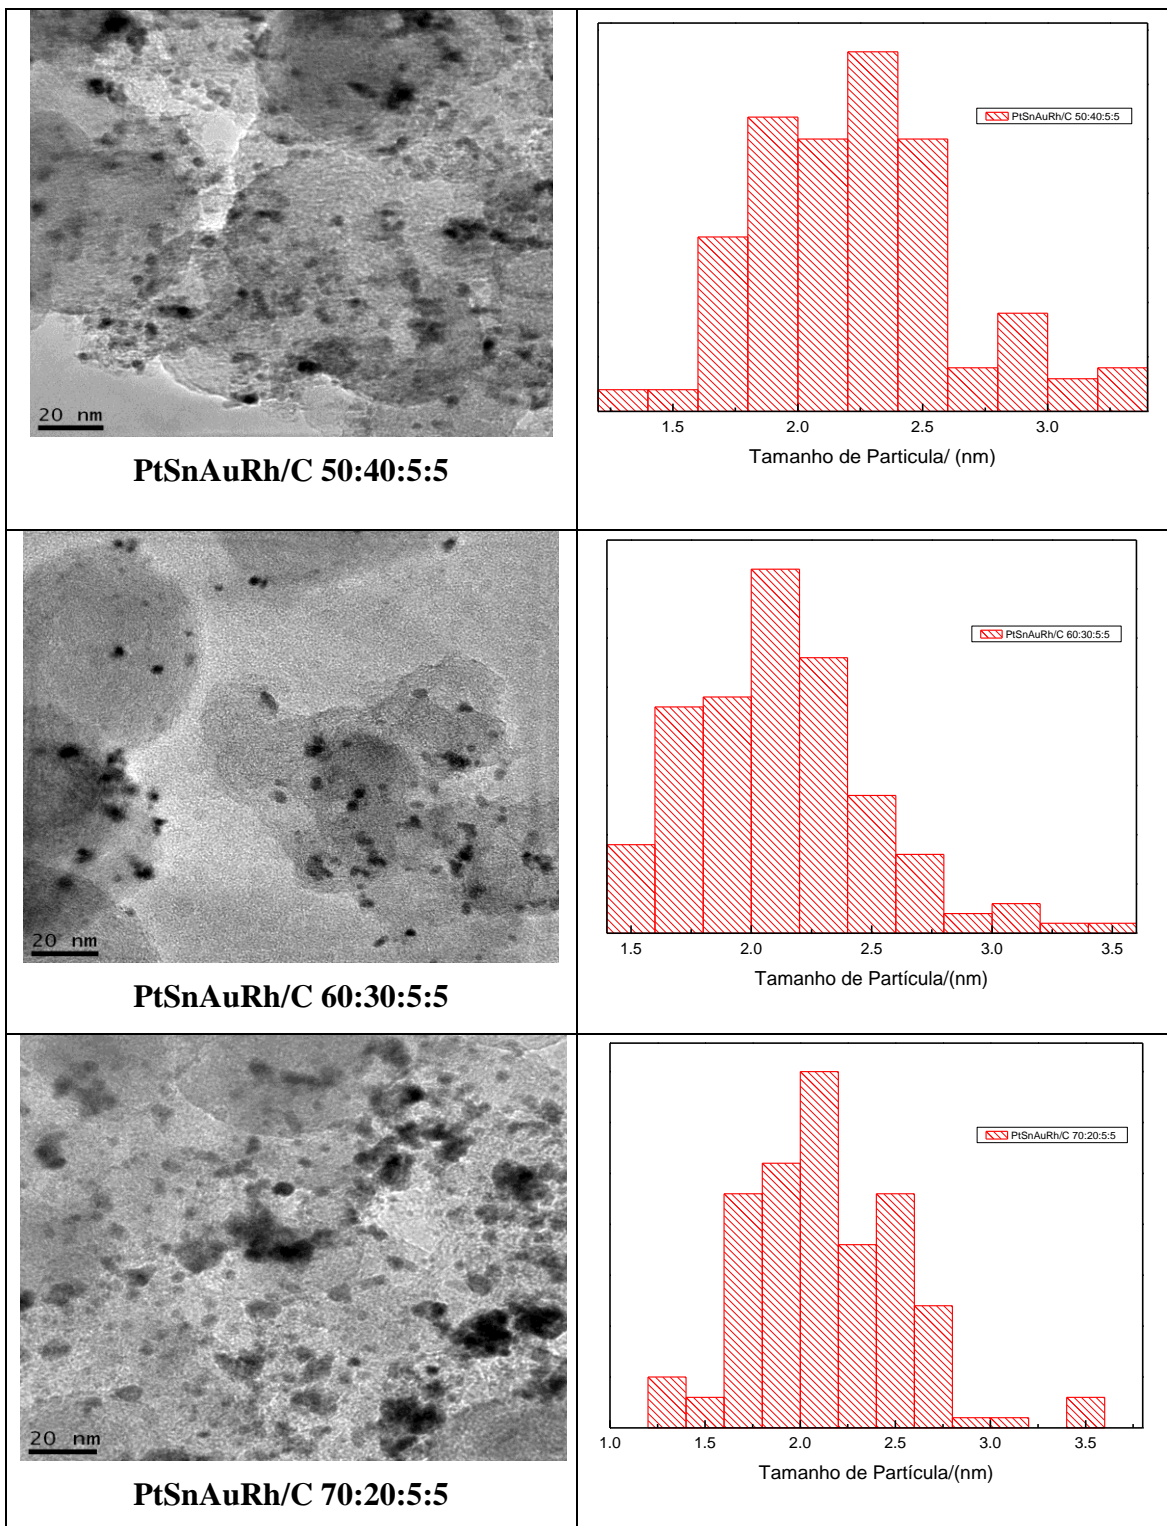 20 nm
PtSnAuRh/C 50:40:5:5
PtSnAuRh/C 50:40:5:5
1.5 2.0 2.5 3.0
Tamanho de Particula/ (nm)
20 nm
PtSnAuRh/C 60:30:5:5
PtSnAuRh/C 60:30:5:5
1.5 2.0 2.5 3.0 3.5
Tamanho de Partícula/(nm)
20 nm
PtSnAuRh/C 70:20:5:5
PtSnAuRh/C 70:20:5:5
1.0 1.5 2.0 2.5 3.0 3.5
Tamanho de Partícula/(nm)